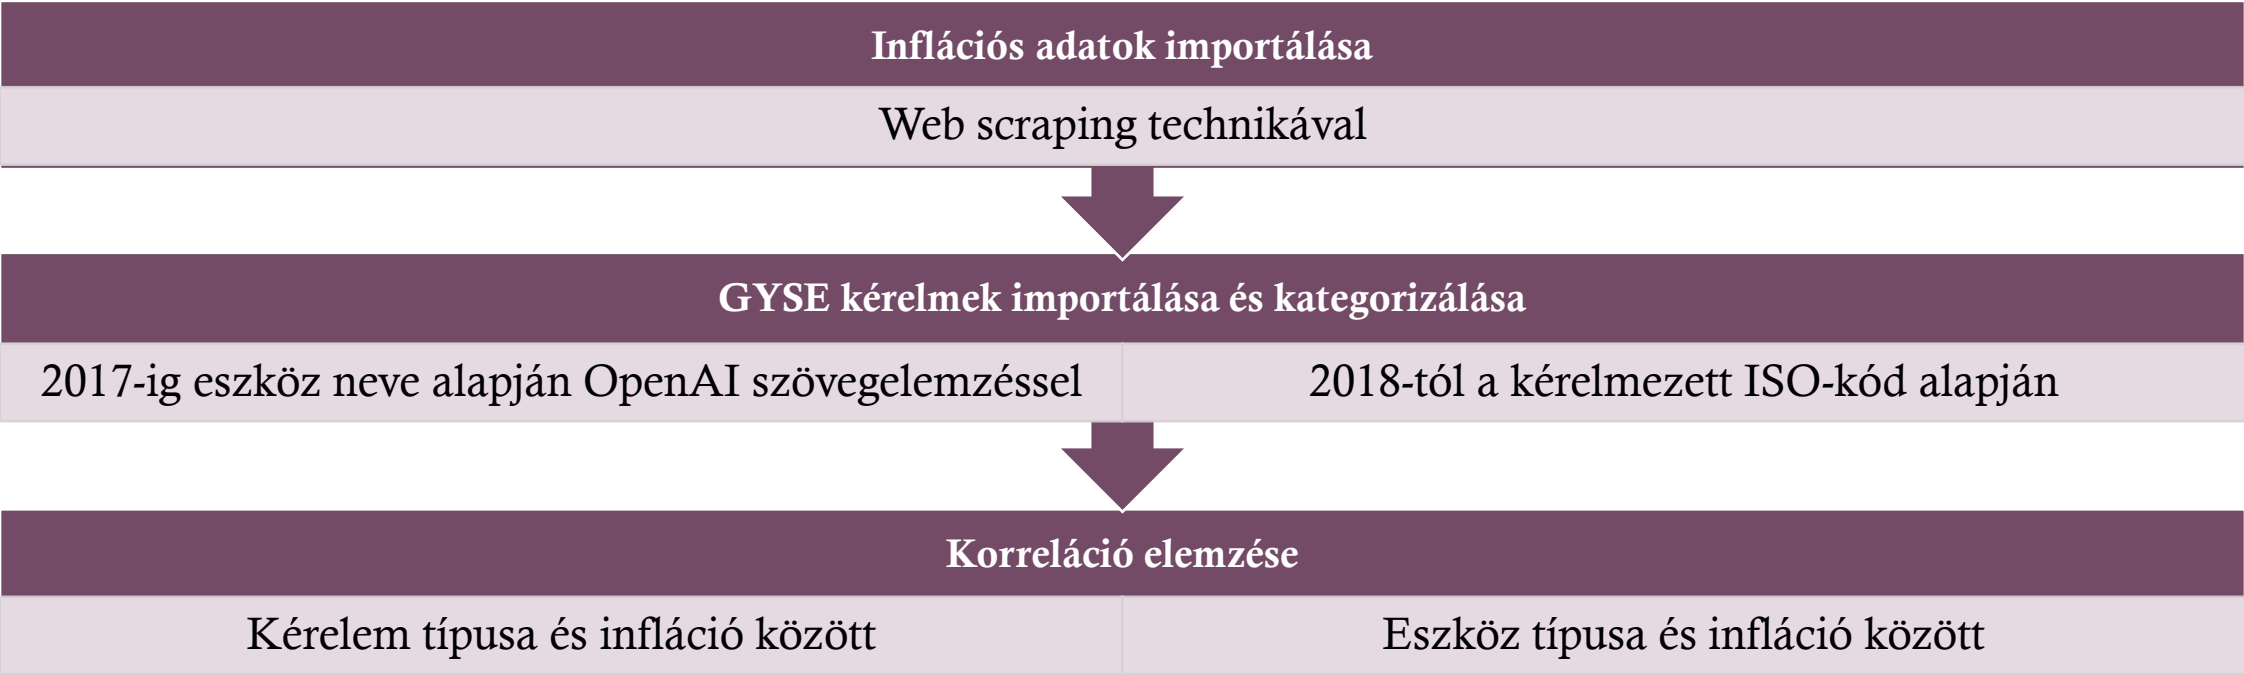 Inflációs adatok importálása
Web scraping technikával
GYSE kérelmek importálása és kategorizálása
2017-ig eszköz neve alapján OpenAI szövegelemzéssel
2018-tól a kérelmezett ISO-kód alapján
Korreláció elemzése
Kérelem típusa és infláció között
Eszköz típusa és infláció között